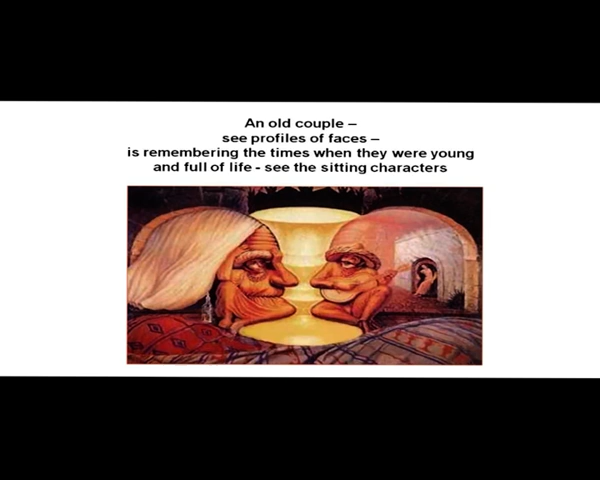 An old couple –
see profiles of faces –
is remembering the times when they were young
and full of life - see the sitting characters